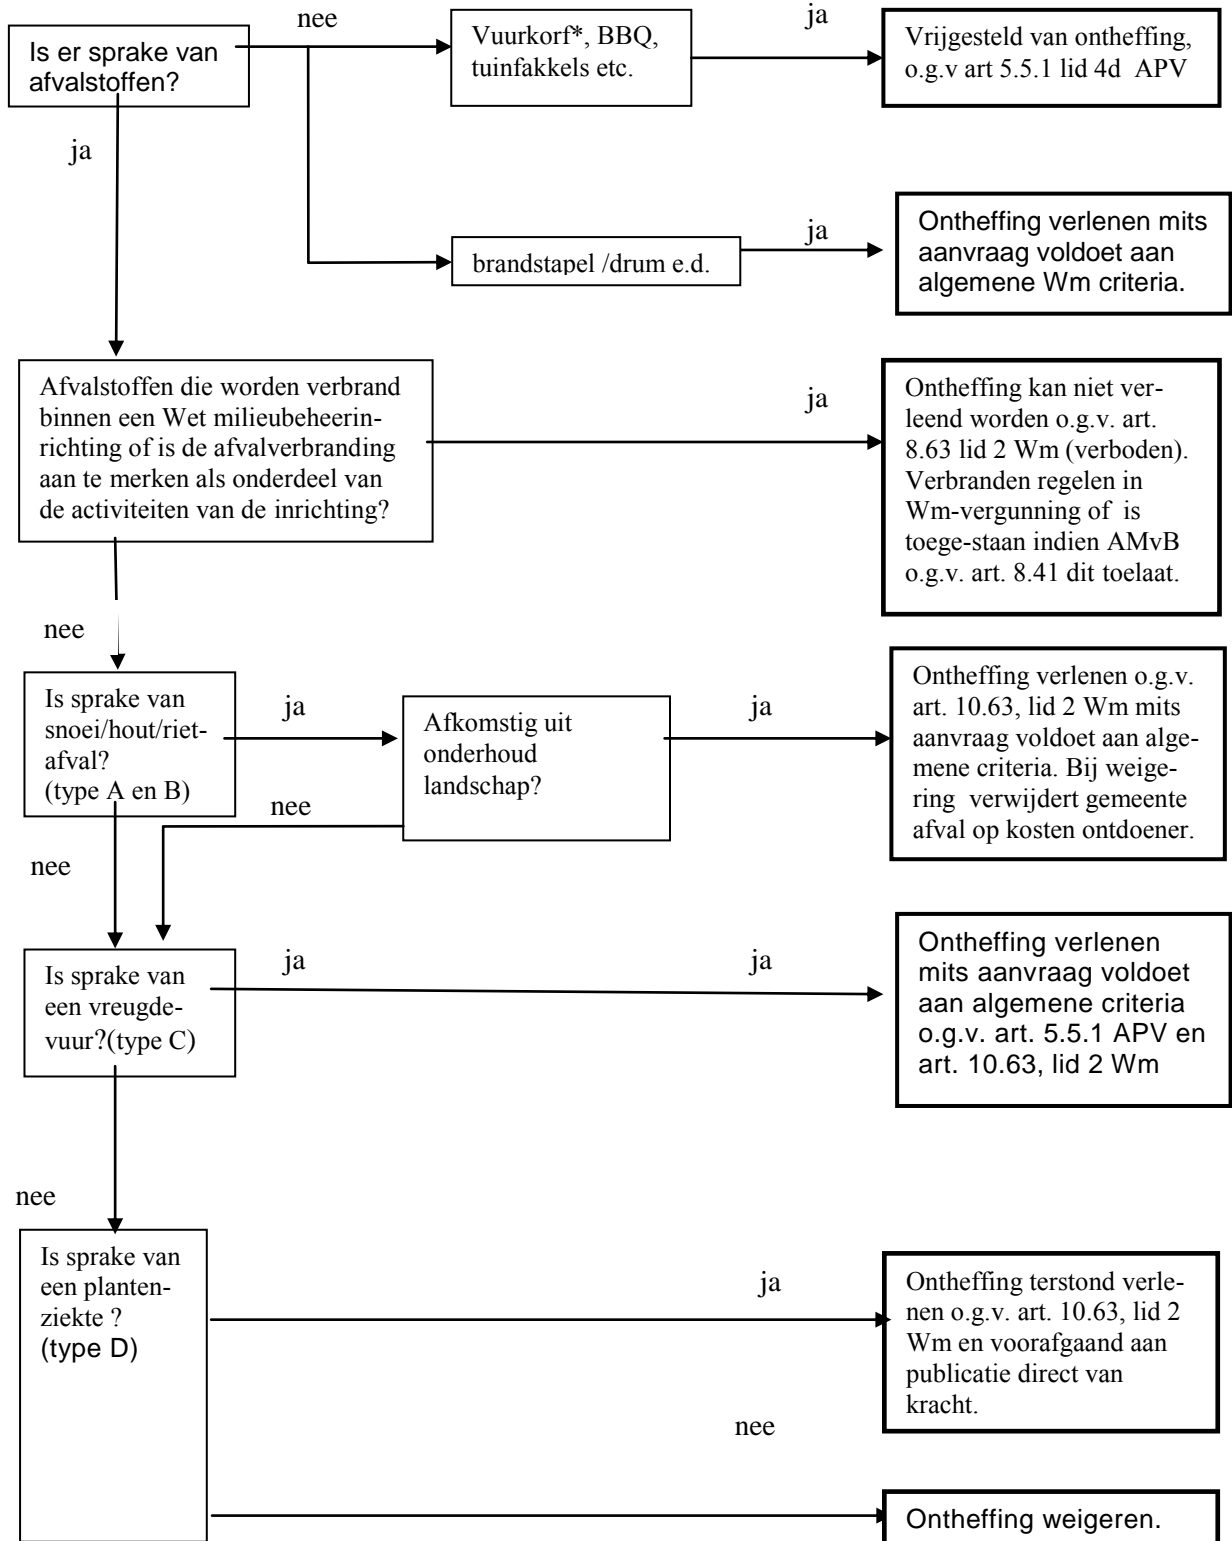 nee
ja
Is er sprake van
afvalstoffen?
Vuurkorf*, BBQ,
tuinfakkels etc.
Vrijgesteld van ontheffing,
o.g.v art 5.5.1 lid 4d APV
ja
ja
brandstapel /drum e.d.
Ontheffing verlenen mits
aanvraag voldoet aan
algemene Wm criteria.
Afvalstoffen die worden verbrand
binnen een Wet milieubeheerin-
richting of is de afvalverbranding
aan te merken als onderdeel van
de activiteiten van de inrichting?
ja
Ontheffing kan niet ver-
leend worden o.g.v. art.
8.63 lid 2 Wm (verboden).
Verbranden regelen in
Wm-vergunning of is
toege-staan indien AMvB
o.g.v. art. 8.41 dit toelaat.
nee
Is sprake van
snoei/hout/riet-
afval?
(type A en B)
ja
Afkomstig uit
onderhoud
landschap?
ja
Ontheffing verlenen o.g.v.
art. 10.63, lid 2 Wm mits
aanvraag voldoet aan alge-
mene criteria. Bij weige-
ring verwijdert gemeente
afval op kosten ontdoener.
nee
nee
Is sprake van
een vreugde-
vuur?(type C)
ja
ja
Ontheffing verlenen
mits aanvraag voldoet
aan algemene criteria
o.g.v. art. 5.5.1 APV en
art. 10.63, lid 2 Wm
nee
Is sprake van
een planten-
ziekte ?
(type D)
ja
Ontheffing terstond verle-
nen o.g.v. art. 10.63, lid 2
Wm en voorafgaand aan
publicatie direct van
kracht.
nee
Ontheffing weigeren.